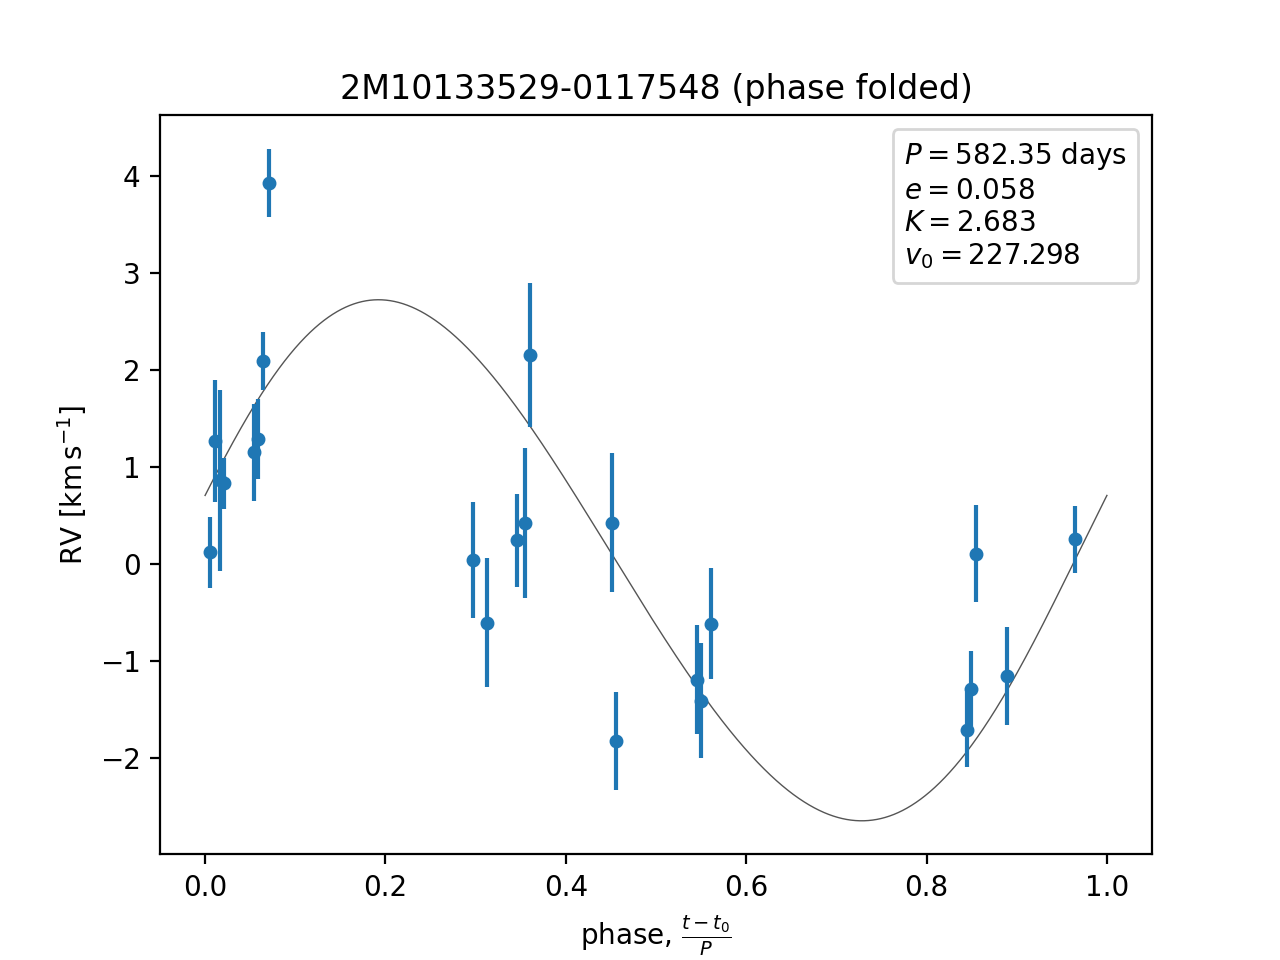 2M10133529-0117548 (phase folded)
P = 582.35 days
e = 0.058
K = 2.683
v₀ = 227.298
RV [km s⁻¹]
4
3
2
1
0
−1
−2
0.0 0.2 0.4 0.6 0.8 1.0
phase, (t − t₀)/P